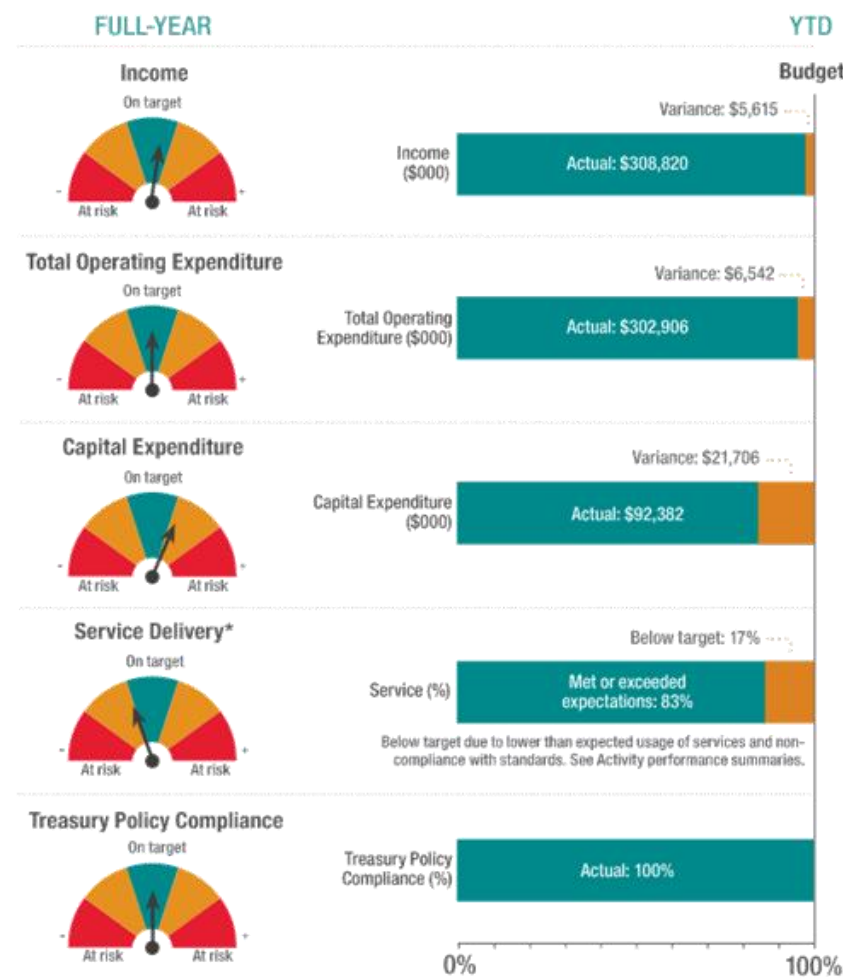 FULL-YEAR
YTD
Income
Budget
On target
Variance: $5,615
Income
($000)
Actual: $308,820
-
+
At risk
At risk
Total Operating Expenditure
On target
Variance: $6,542
Total Operating
Expenditure ($000)
Actual: $302,906
-
+
At risk
At risk
Capital Expenditure
On target
Variance: $21,706
Capital Expenditure
($000)
Actual: $92,382
-
+
At risk
At risk
Service Delivery*
On target
Below target: 17%
Service (%)
Met or exceeded
expectations: 83%
-
+
At risk
At risk
Below target due to lower than expected usage of services and non-
compliance with standards. See Activity performance summaries.
Treasury Policy Compliance
On target
Treasury Policy
Compliance (%)
Actual: 100%
-
+
At risk
At risk
0%
100%